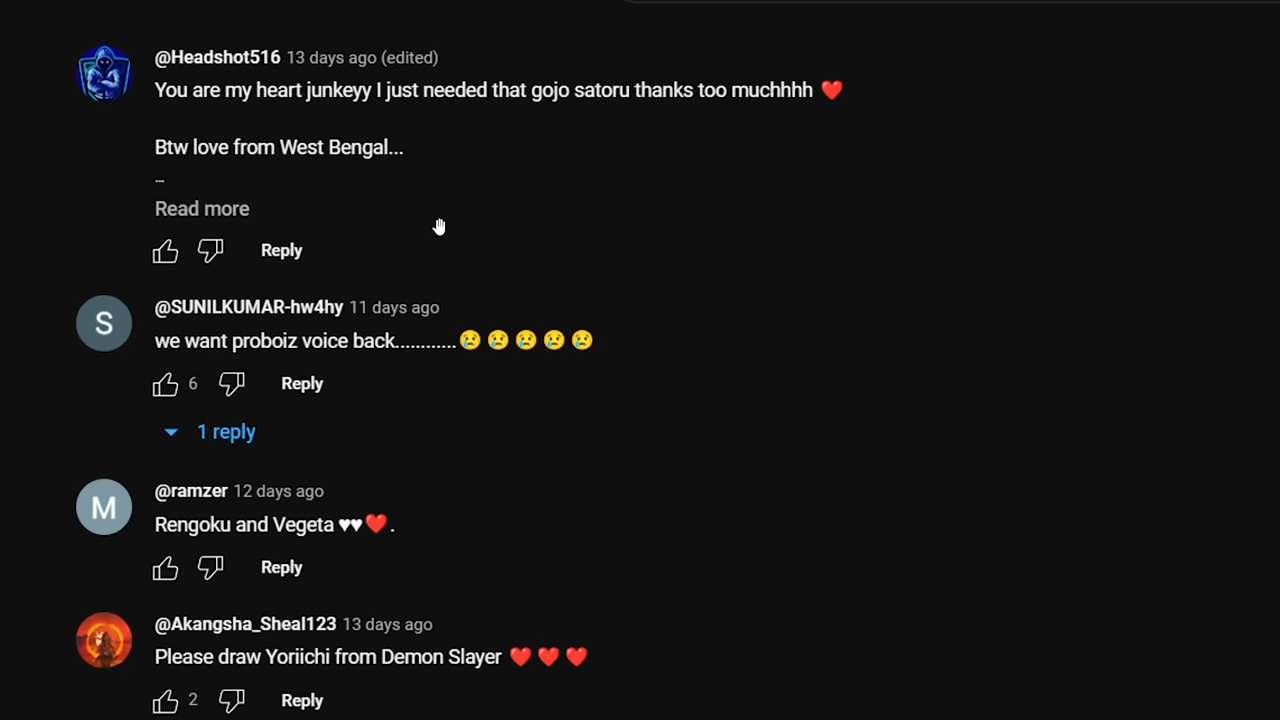 @Headshot516 13 days ago (edited)
You are my heart junkeyy I just needed that gojo satoru thanks too muchhhh ❤️
Btw love from West Bengal...
...
Read more
Reply
@SUNILKUMAR-hw4hy 11 days ago
S
we want proboiz voice back............😢😢😢😢😢
6 Reply
1 reply
@ramzer 12 days ago
M
Rengoku and Vegeta ♥♥❤️.
Reply
@Akangsha_Sheal123 13 days ago
Please draw Yoriichi from Demon Slayer ❤️❤️❤️
2 Reply